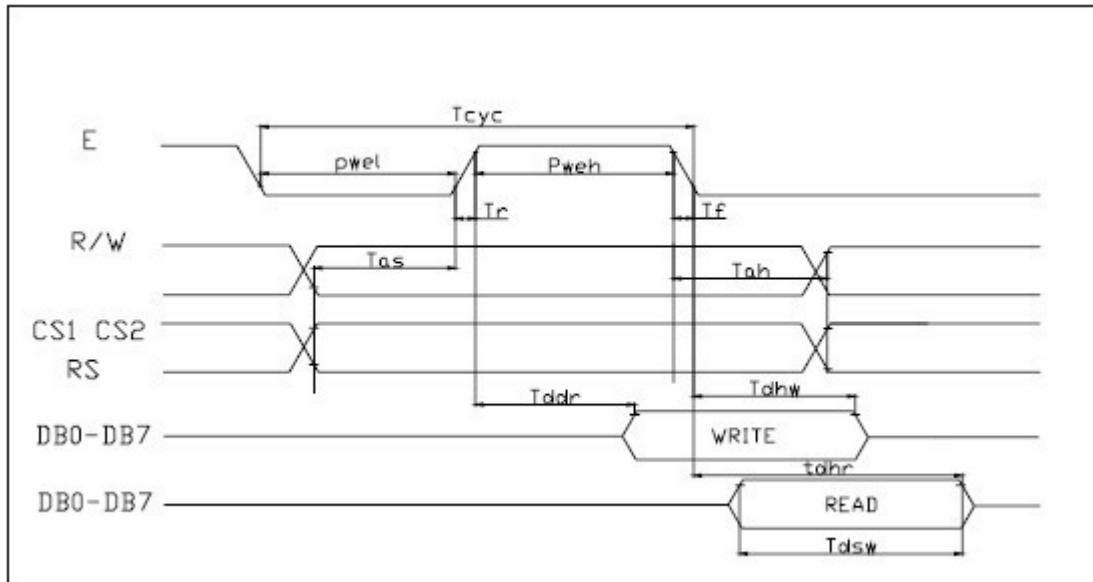 Tcyc
E
pwel
Pweh
Tr
Tf
R/W
Tas
Tah
CS1 CS2
RS
Tddr
Tdhw
DB0-DB7
WRITE
tdhr
DB0-DB7
READ
Tdsw